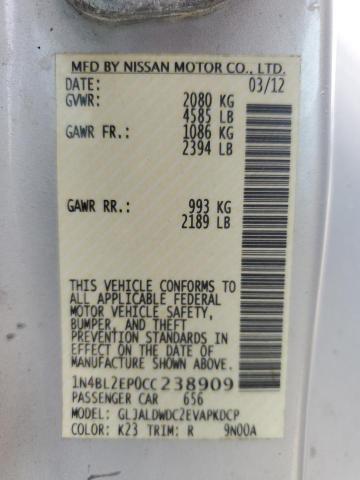 MFD BY NISSAN MOTOR CO., LTD.
DATE: 03/12
GVWR: 2080 KG
4585 LB
GAWR FR.: 1086 KG
2394 LB
GAWR RR.: 993 KG
2189 LB
THIS VEHICLE CONFORMS TO
ALL APPLICABLE FEDERAL
MOTOR VEHICLE SAFETY,
BUMPER, AND THEFT
PREVENTION STANDARDS IN
EFFECT ON THE DATE OF
MANUFACTURE SHOWN ABOVE.
1N4BL2EP0CC238909
PASSENGER CAR 656
MODEL: GLJALDWDC2EVAPKDCP
COLOR: K23 TRIM: R 9N00A